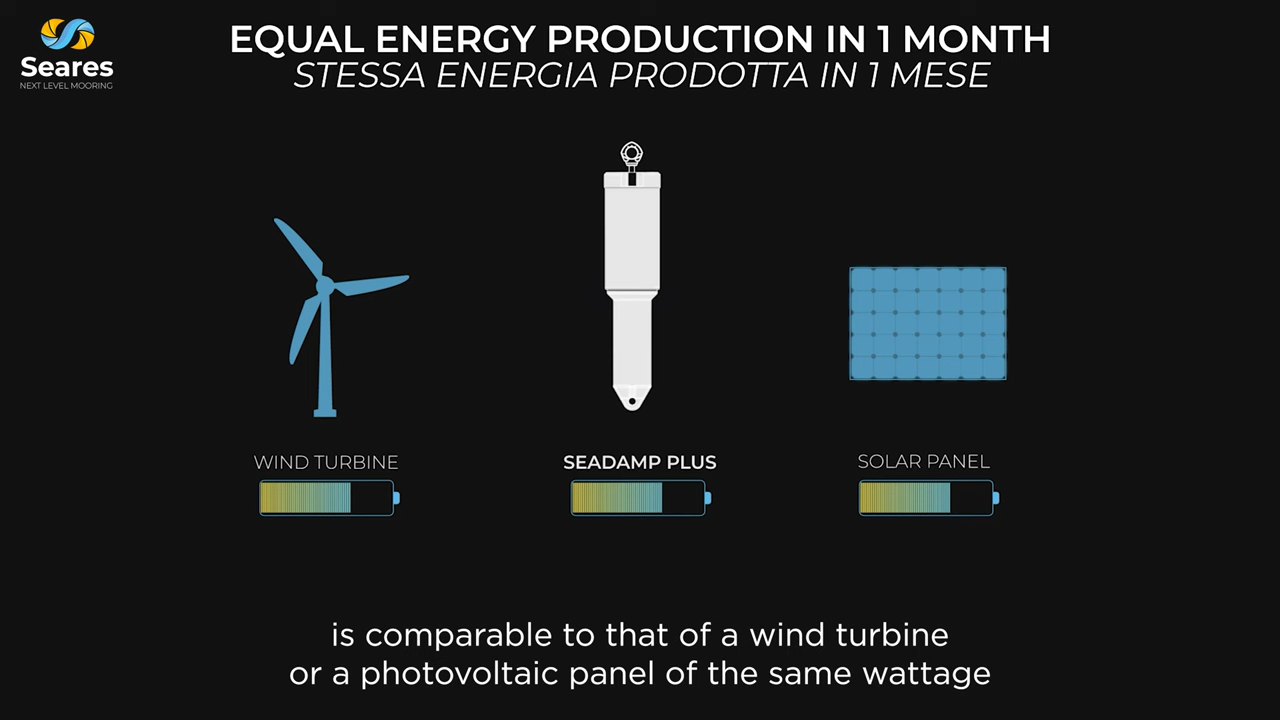 Seares
NEXT LEVEL MOORING
EQUAL ENERGY PRODUCTION IN 1 MONTH
STESSA ENERGIA PRODOTTA IN 1 MESE
WIND TURBINE
SEADAMP PLUS
SOLAR PANEL
is comparable to that of a wind turbine
or a photovoltaic panel of the same wattage